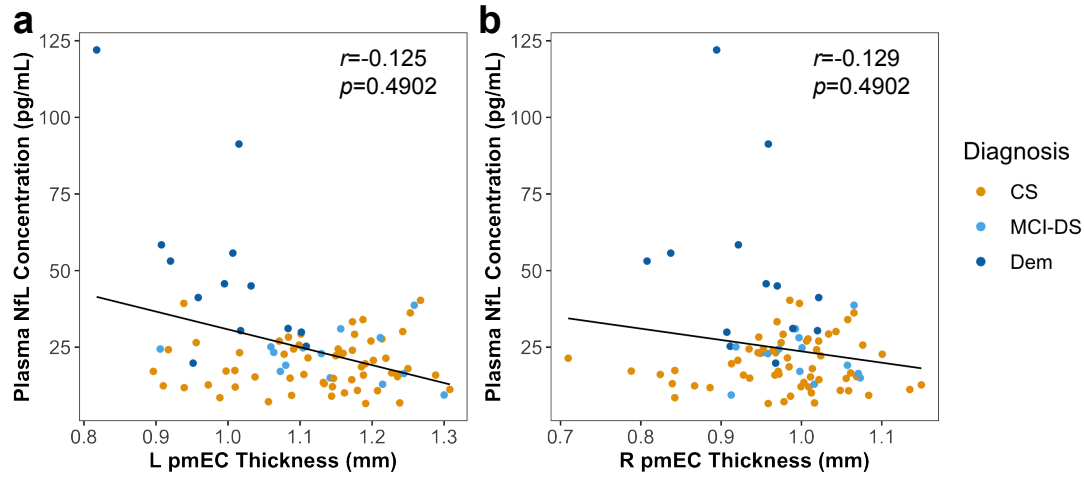 a
r=-0.125
p=0.4902
Plasma NfL Concentration (pg/mL)
125
100
75
50
25
0.8 0.9 1.0 1.1 1.2 1.3
L pmEC Thickness (mm)
b
r=-0.129
p=0.4902
Plasma NfL Concentration (pg/mL)
125
100
75
50
25
0.7 0.8 0.9 1.0 1.1
R pmEC Thickness (mm)
Diagnosis
CS
MCI-DS
Dem